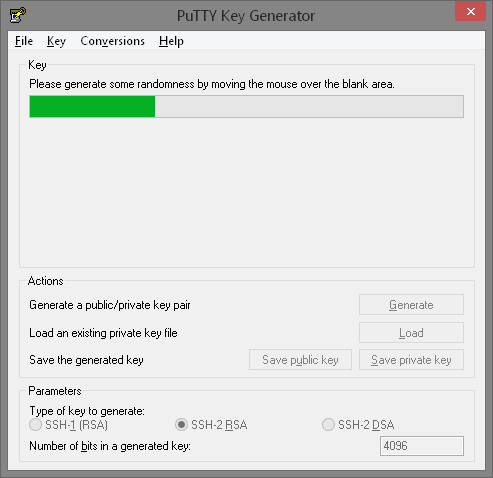 PuTTY Key Generator
File Key Conversions Help
Key
Please generate some randomness by moving the mouse over the blank area.
Actions
Generate a public/private key pair
Generate
Load an existing private key file
Load
Save the generated key
Save public key
Save private key
Parameters
Type of key to generate:
SSH-1 (RSA)
SSH-2 RSA
SSH-2 DSA
Number of bits in a generated key:
4096